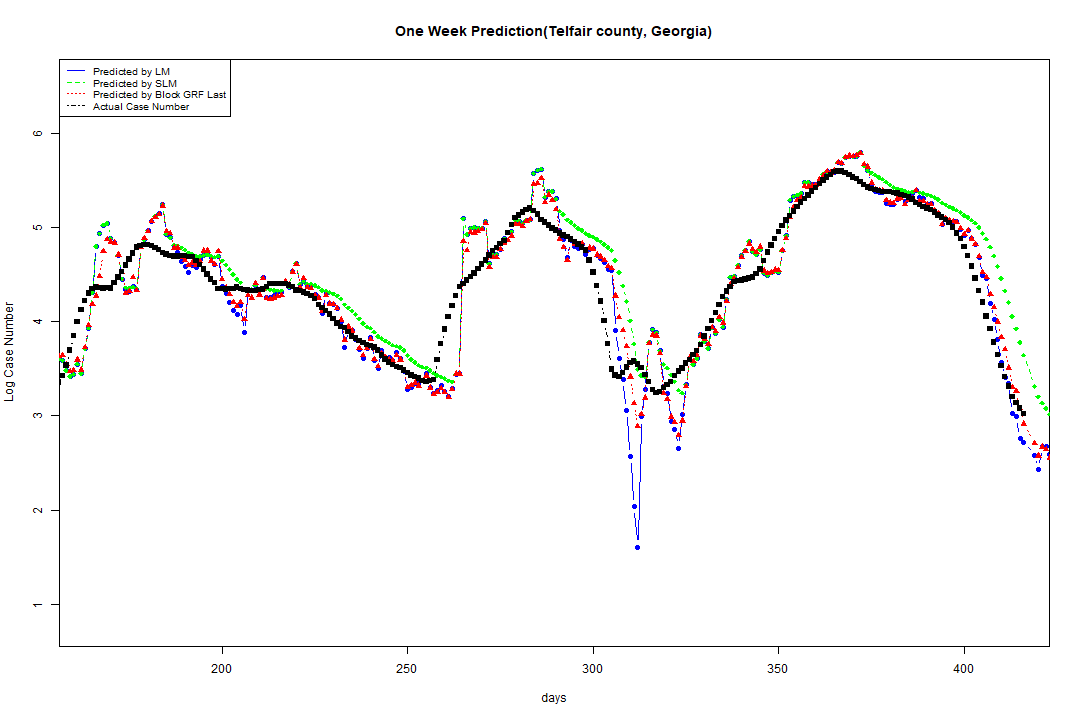 One Week Prediction(Telfair county, Georgia)
Predicted by LM
Predicted by SLM
Predicted by Block GRF Last
Actual Case Number
Log Case Number
6
5
4
3
2
1
200
250
300
350
400
days